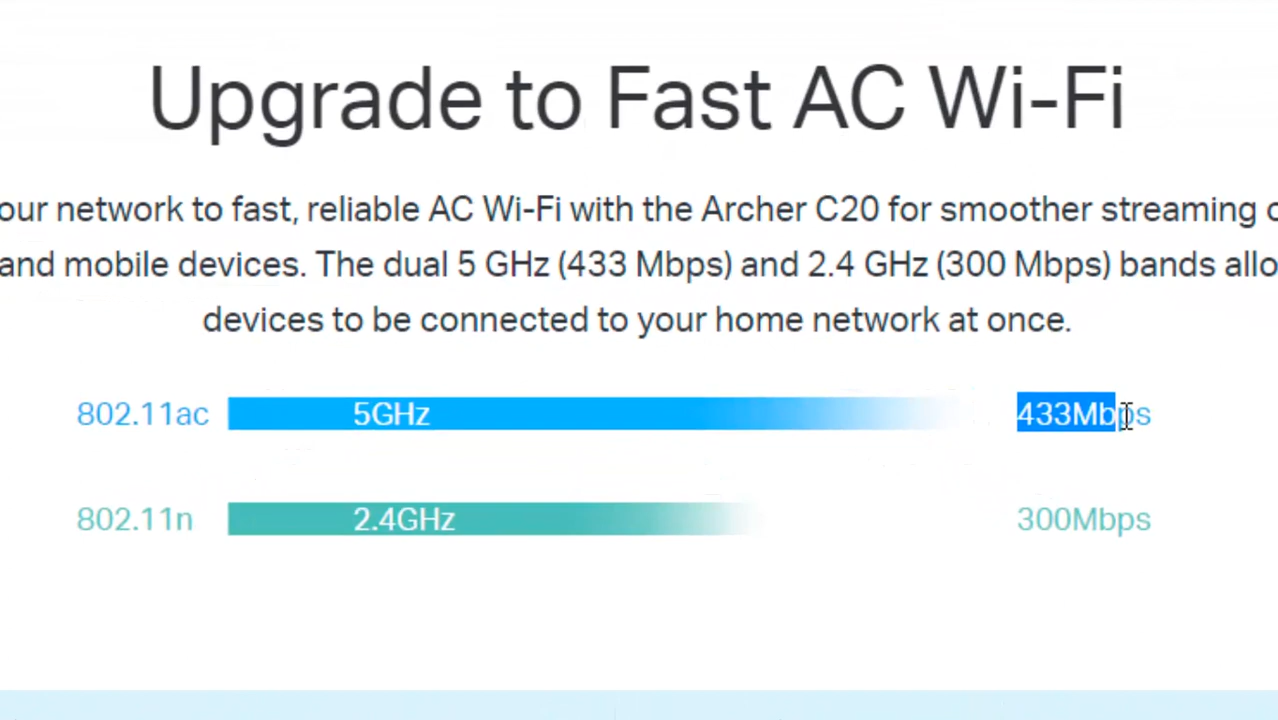 Upgrade to Fast AC Wi-Fi
our network to fast, reliable AC Wi-Fi with the Archer C20 for smoother streaming
and mobile devices. The dual 5 GHz (433 Mbps) and 2.4 GHz (300 Mbps) bands allo
devices to be connected to your home network at once.
802.11ac 5GHz 433Mbps
802.11n 2.4GHz 300Mbps